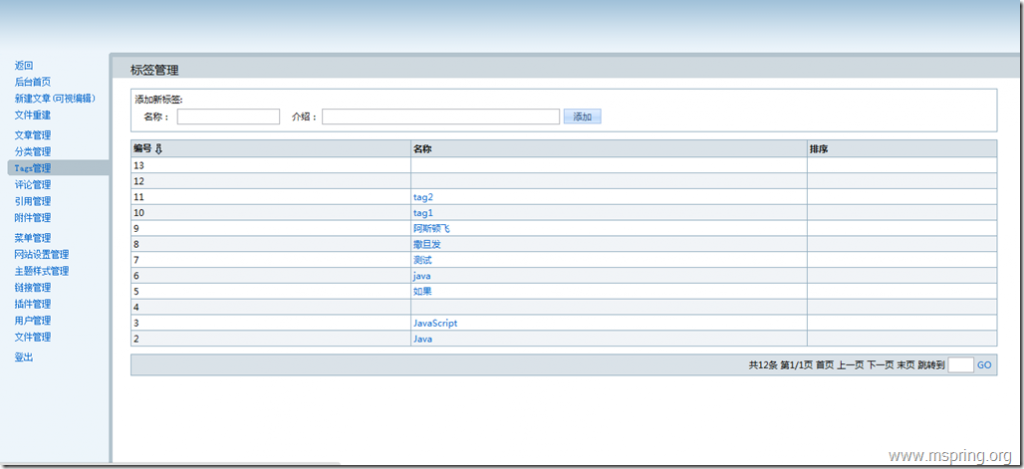 返回
后台首页
新建文章(可视编辑)
文件重建
文章管理
分类管理
Tags管理
评论管理
引用管理
附件管理
菜单管理
网站设置管理
主题样式管理
链接管理
插件管理
用户管理
文件管理
登出
标签管理
添加新标签:
名称： 介绍： 添加
编号 名称 排序
13
12
11 tag2
10 tag1
9 阿斯顿飞
8 撒旦发
7 测试
6 java
5 如果
4
3 JavaScript
2 Java
共12条 第1/1页 首页 上一页 下一页 末页 跳转到 GO
www.mspring.org